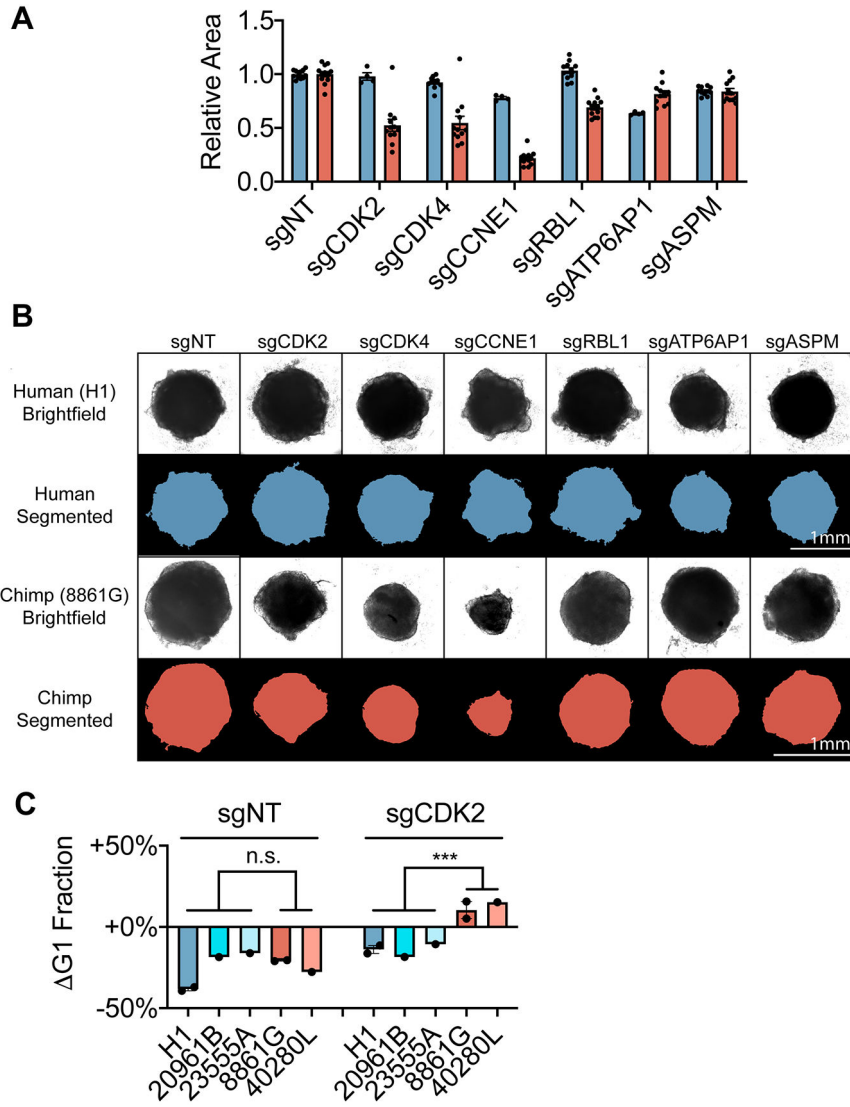 A
Relative Area
1.5
1.0
0.5
0.0
sgNT
sgCDK2
sgCDK4
sgCCNE1
sgRBL1
sgATP6AP1
sgASPM
B
sgNT sgCDK2 sgCDK4 sgCCNE1 sgRBL1 sgATP6AP1 sgASPM
Human (H1)
Brightfield
Human
Segmented
1mm
Chimp (8861G)
Brightfield
Chimp
Segmented
1mm
C
sgNT sgCDK2
ΔG1 Fraction
+50%
+0%
-50%
n.s.
***
H1
20961B
23555A
8861G
40280L
H1
20961B
23555A
8861G
40280L